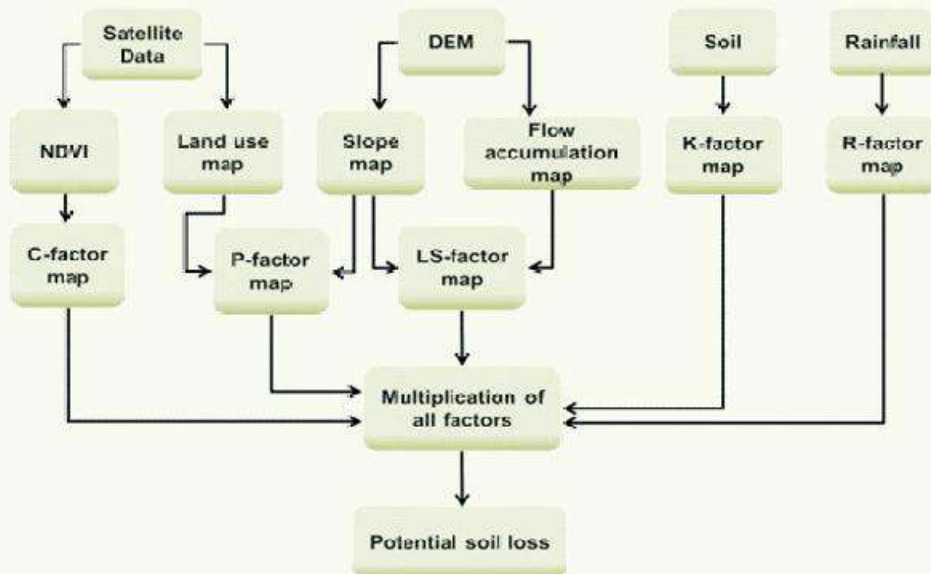 Satellite
Data
DEM
Soil
Rainfall
NDVI
Land use
map
Slope
map
Flow
accumulation
map
K-factor
map
R-factor
map
C-factor
map
P-factor
map
LS-factor
map
Multiplication of
all factors
Potential soil loss